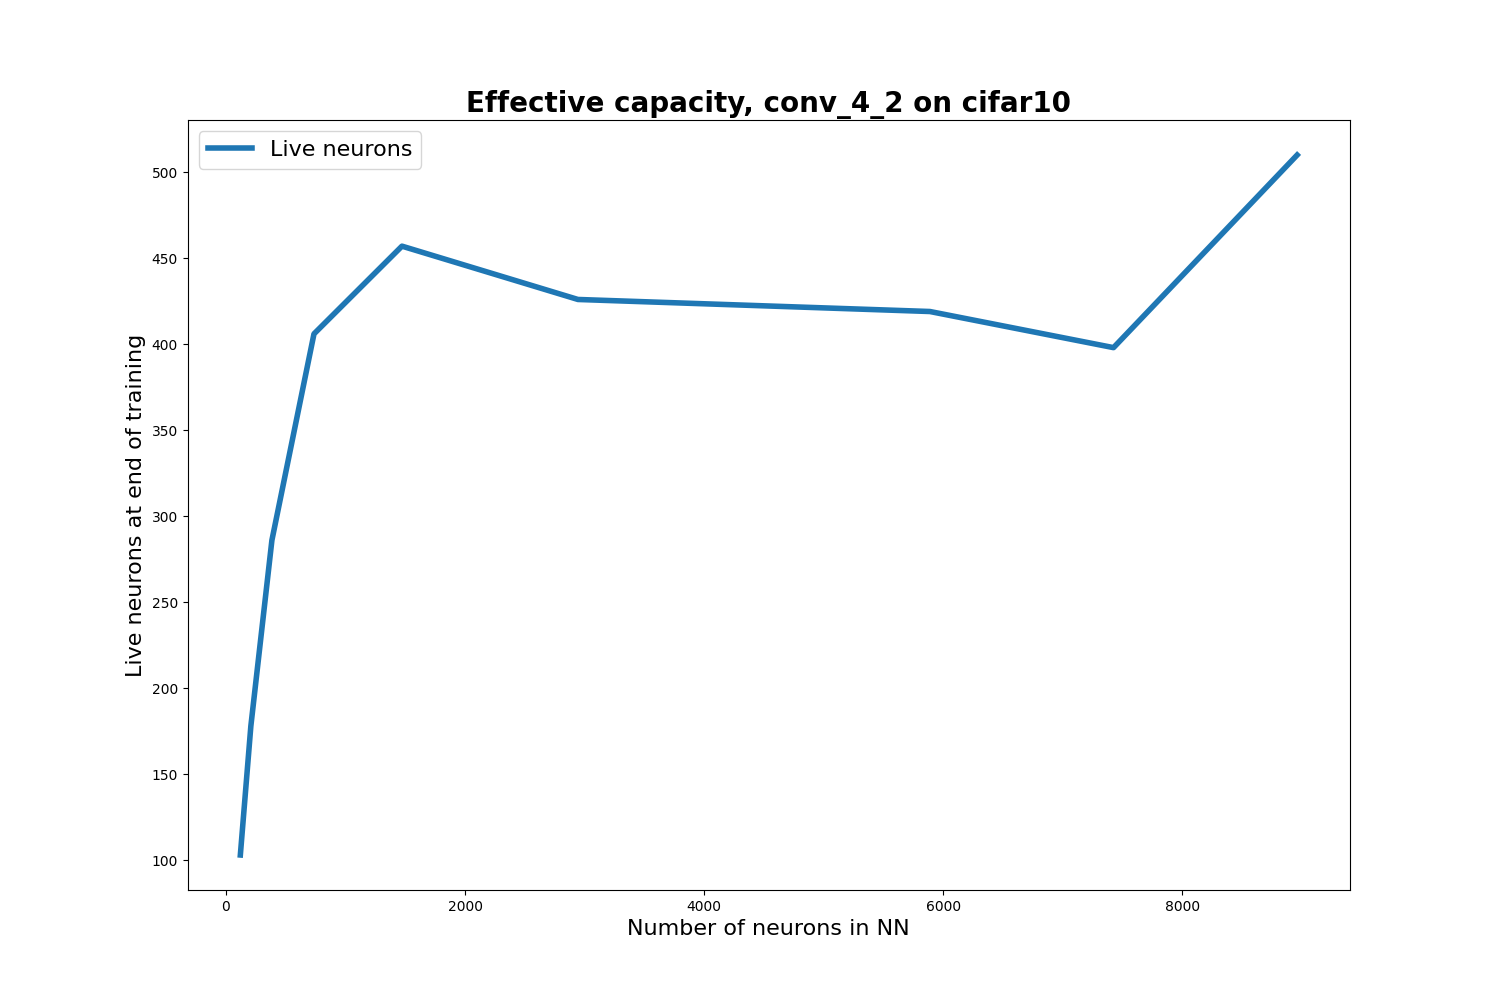 Effective capacity, conv_4_2 on cifar10
Live neurons
500
450
400
350
300
250
200
150
100
Live neurons at end of training
0 2000 4000 6000 8000
Number of neurons in NN